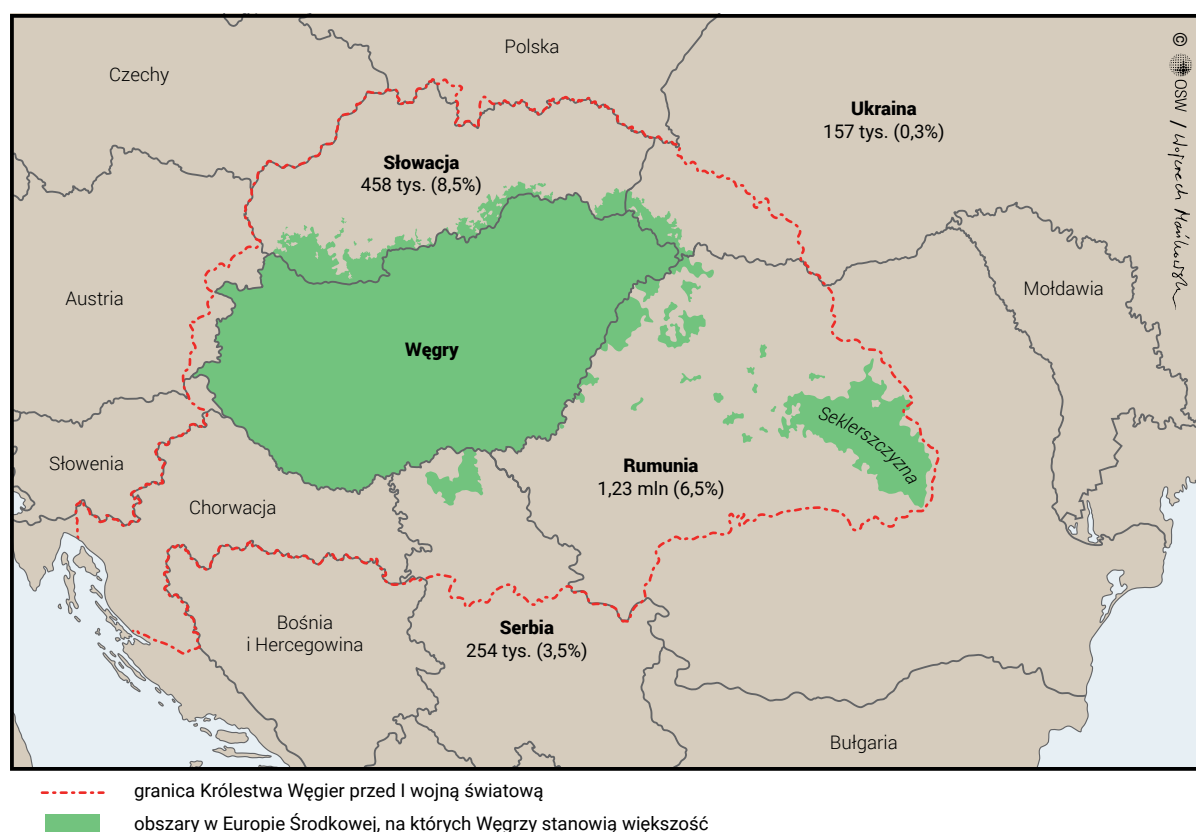 Polska
Czechy
Ukraina
157 tys. (0,3%)
© OSW / Wojciech Mańkowski
Słowacja
458 tys. (8,5%)
Mołdawia
Austria
Węgry
Seklerszczyzna
Słowenia
Rumunia
1,23 mln (6,5%)
Chorwacja
Bośnia
i Hercegowina
Serbia
254 tys. (3,5%)
Bułgaria
granica Królestwa Węgier przed I wojną światową
obszary w Europie Środkowej, na których Węgrzy stanowią większość